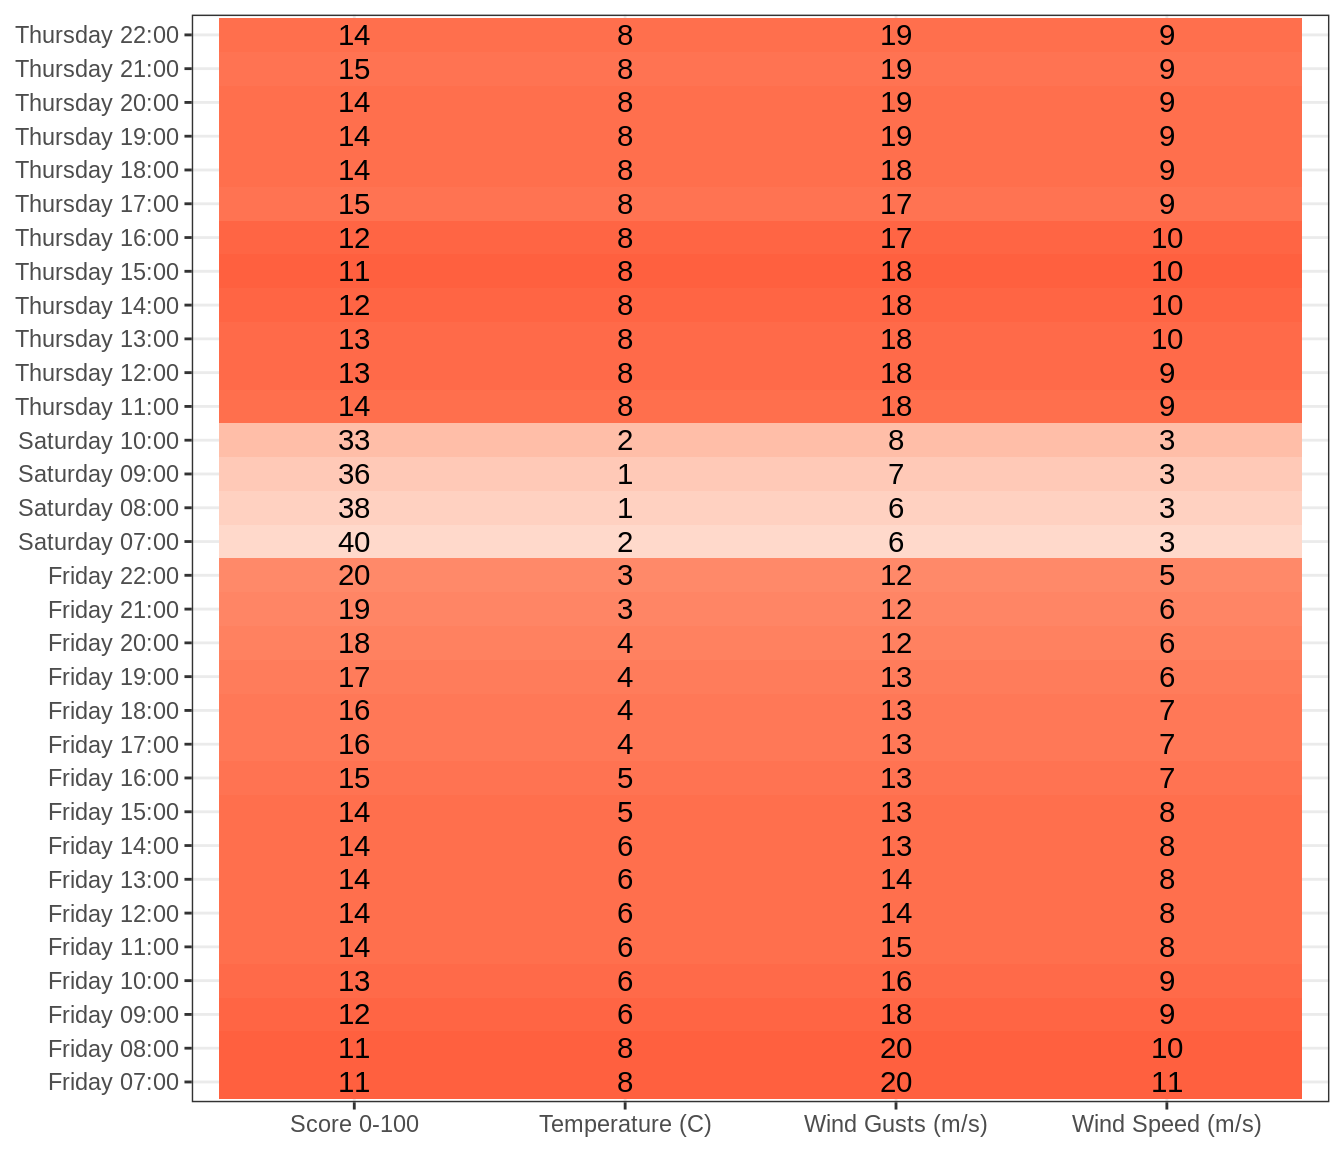 Thursday 22:00 14 8 19 9
Thursday 21:00 15 8 19 9
Thursday 20:00 14 8 19 9
Thursday 19:00 14 8 19 9
Thursday 18:00 14 8 18 9
Thursday 17:00 15 8 17 9
Thursday 16:00 12 8 17 10
Thursday 15:00 11 8 18 10
Thursday 14:00 12 8 18 10
Thursday 13:00 13 8 18 10
Thursday 12:00 13 8 18 9
Thursday 11:00 14 8 18 9
Saturday 10:00 33 2 8 3
Saturday 09:00 36 1 7 3
Saturday 08:00 38 1 6 3
Saturday 07:00 40 2 6 3
Friday 22:00 20 3 12 5
Friday 21:00 19 3 12 6
Friday 20:00 18 4 12 6
Friday 19:00 17 4 13 6
Friday 18:00 16 4 13 7
Friday 17:00 16 4 13 7
Friday 16:00 15 5 13 7
Friday 15:00 14 5 13 8
Friday 14:00 14 6 13 8
Friday 13:00 14 6 14 8
Friday 12:00 14 6 14 8
Friday 11:00 14 6 15 8
Friday 10:00 13 6 16 9
Friday 09:00 12 6 18 9
Friday 08:00 11 8 20 10
Friday 07:00 11 8 20 11
Score 0-100 Temperature (C) Wind Gusts (m/s) Wind Speed (m/s)